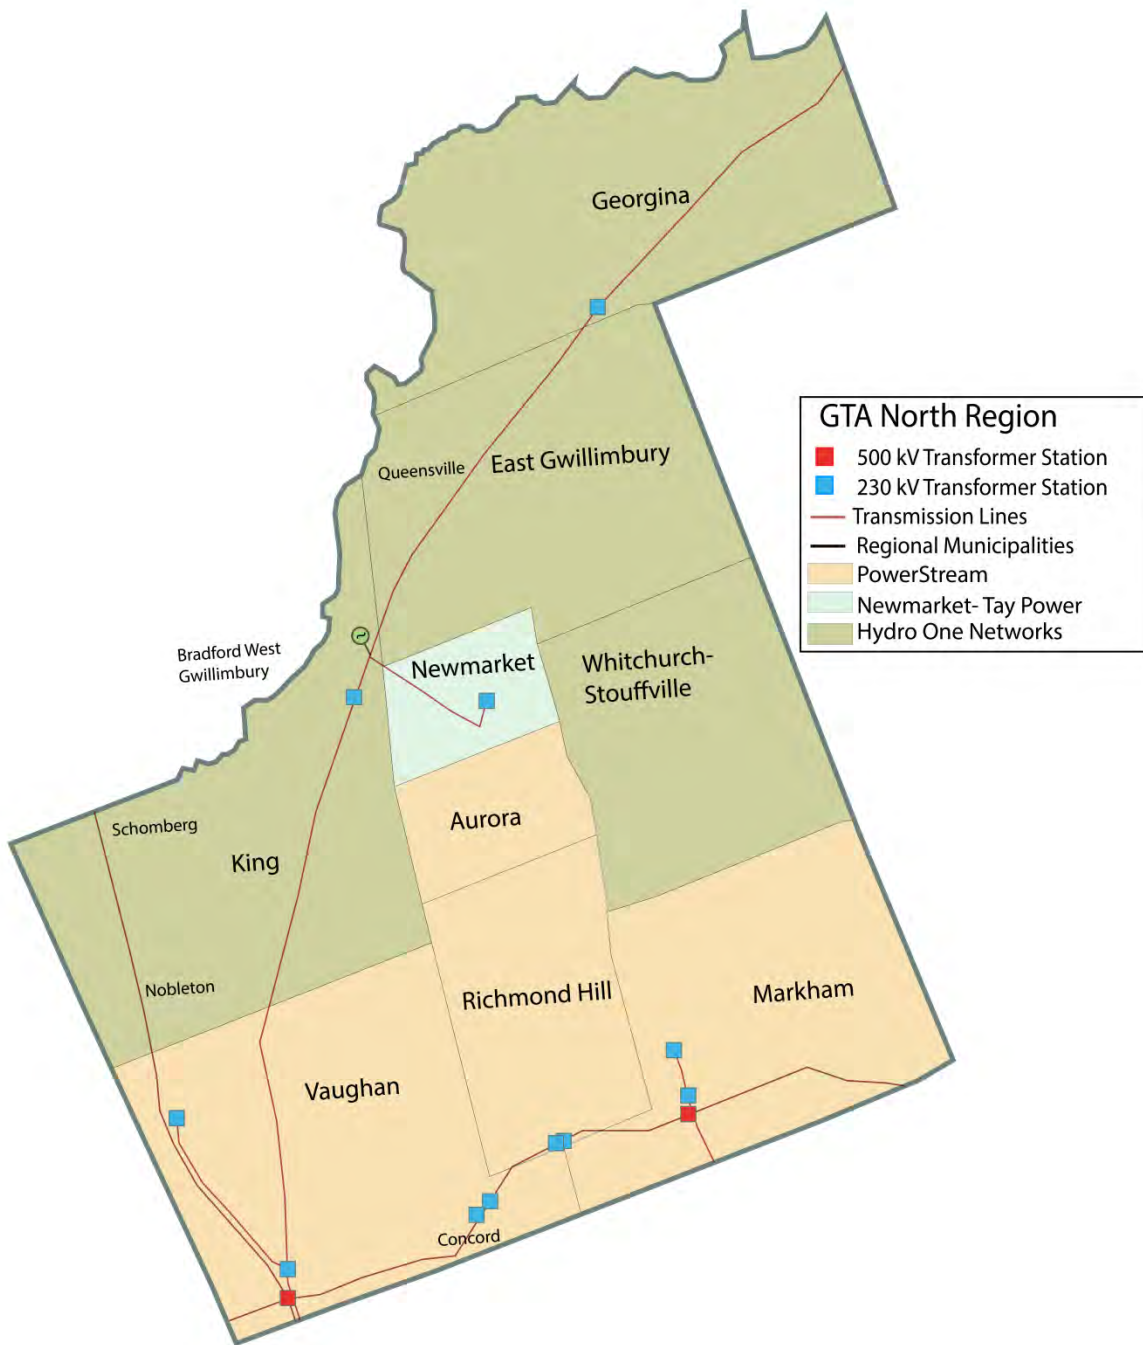 Georgina
GTA North Region
500 kV Transformer Station
230 kV Transformer Station
Transmission Lines
Regional Municipalities
PowerStream
Newmarket- Tay Power
Hydro One Networks
East Gwillimbury
Queensville
Bradford West
Gwillimbury
Newmarket
Whitchurch-
Stouffville
Schomberg
Aurora
King
Nobleton
Richmond Hill
Markham
Vaughan
Concord